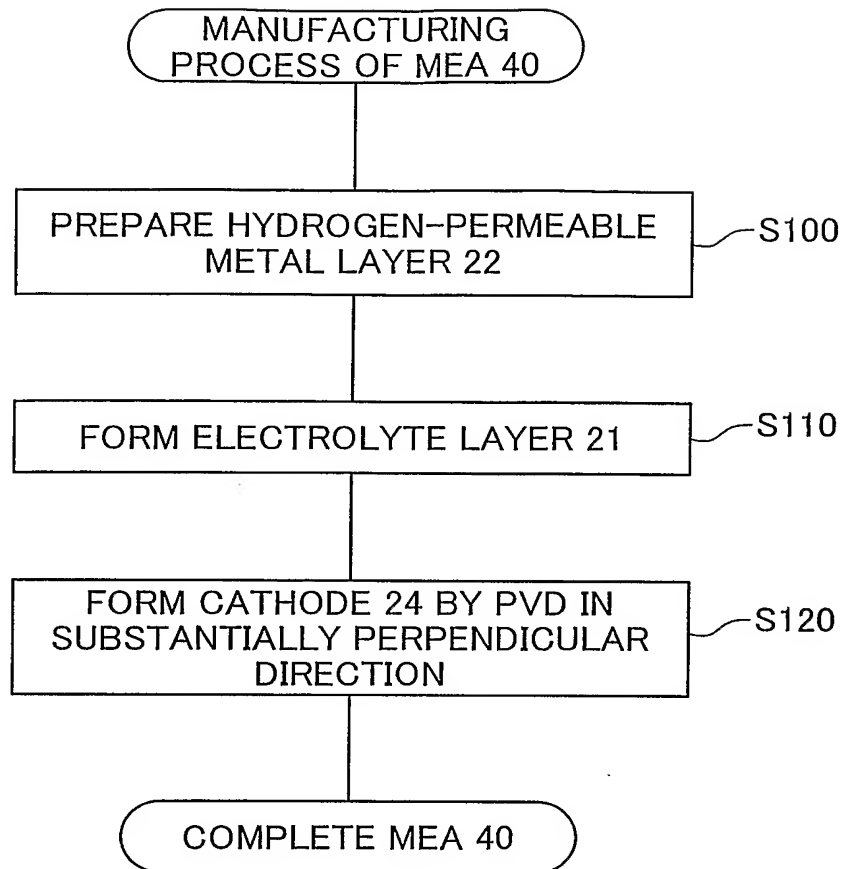 MANUFACTURING
PROCESS OF MEA 40
PREPARE HYDROGEN-PERMEABLE
METAL LAYER 22
S100
FORM ELECTROLYTE LAYER 21
S110
FORM CATHODE 24 BY PVD IN
SUBSTANTIALLY PERPENDICULAR
DIRECTION
S120
COMPLETE MEA 40